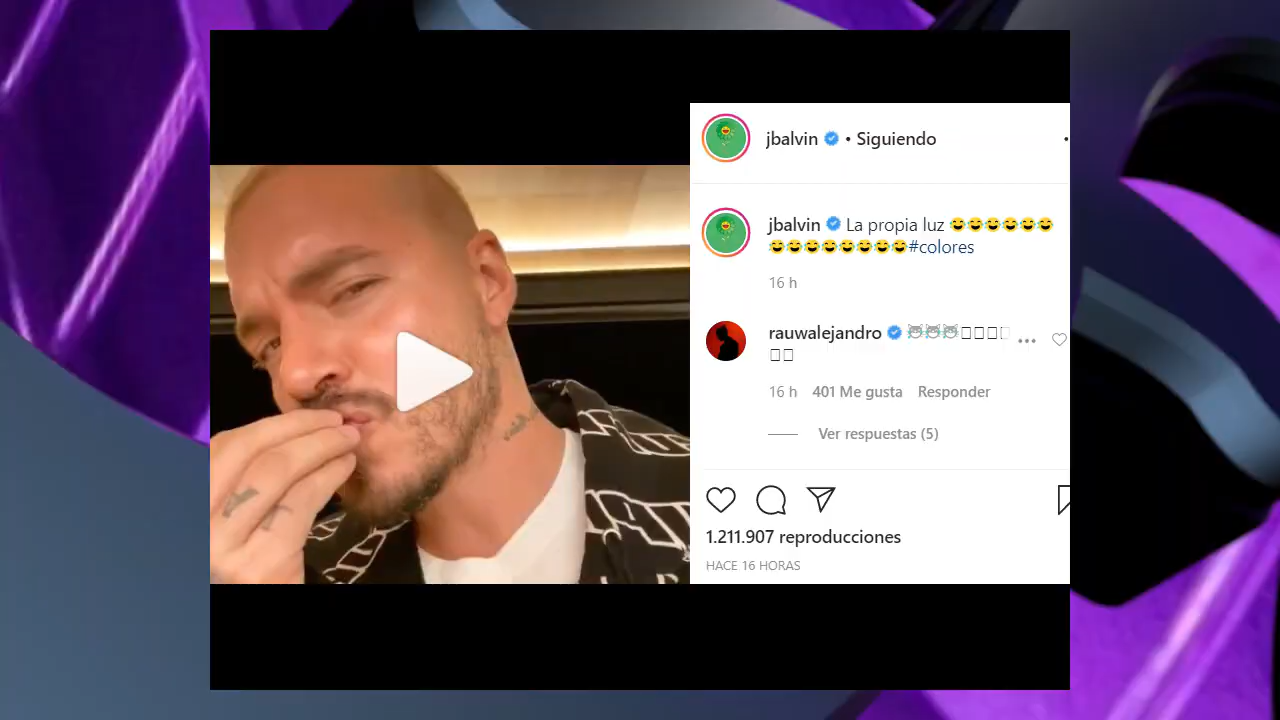 jbalvin • Siguiendo
jbalvin La propia luz 😂😂😂😂😂😂
😂😂😂😂😂😂😂😂#colores
16 h
rauwalejandro 😹😹😹
16 h 401 Me gusta Responder
Ver respuestas (5)
1.211.907 reproducciones
HACE 16 HORAS